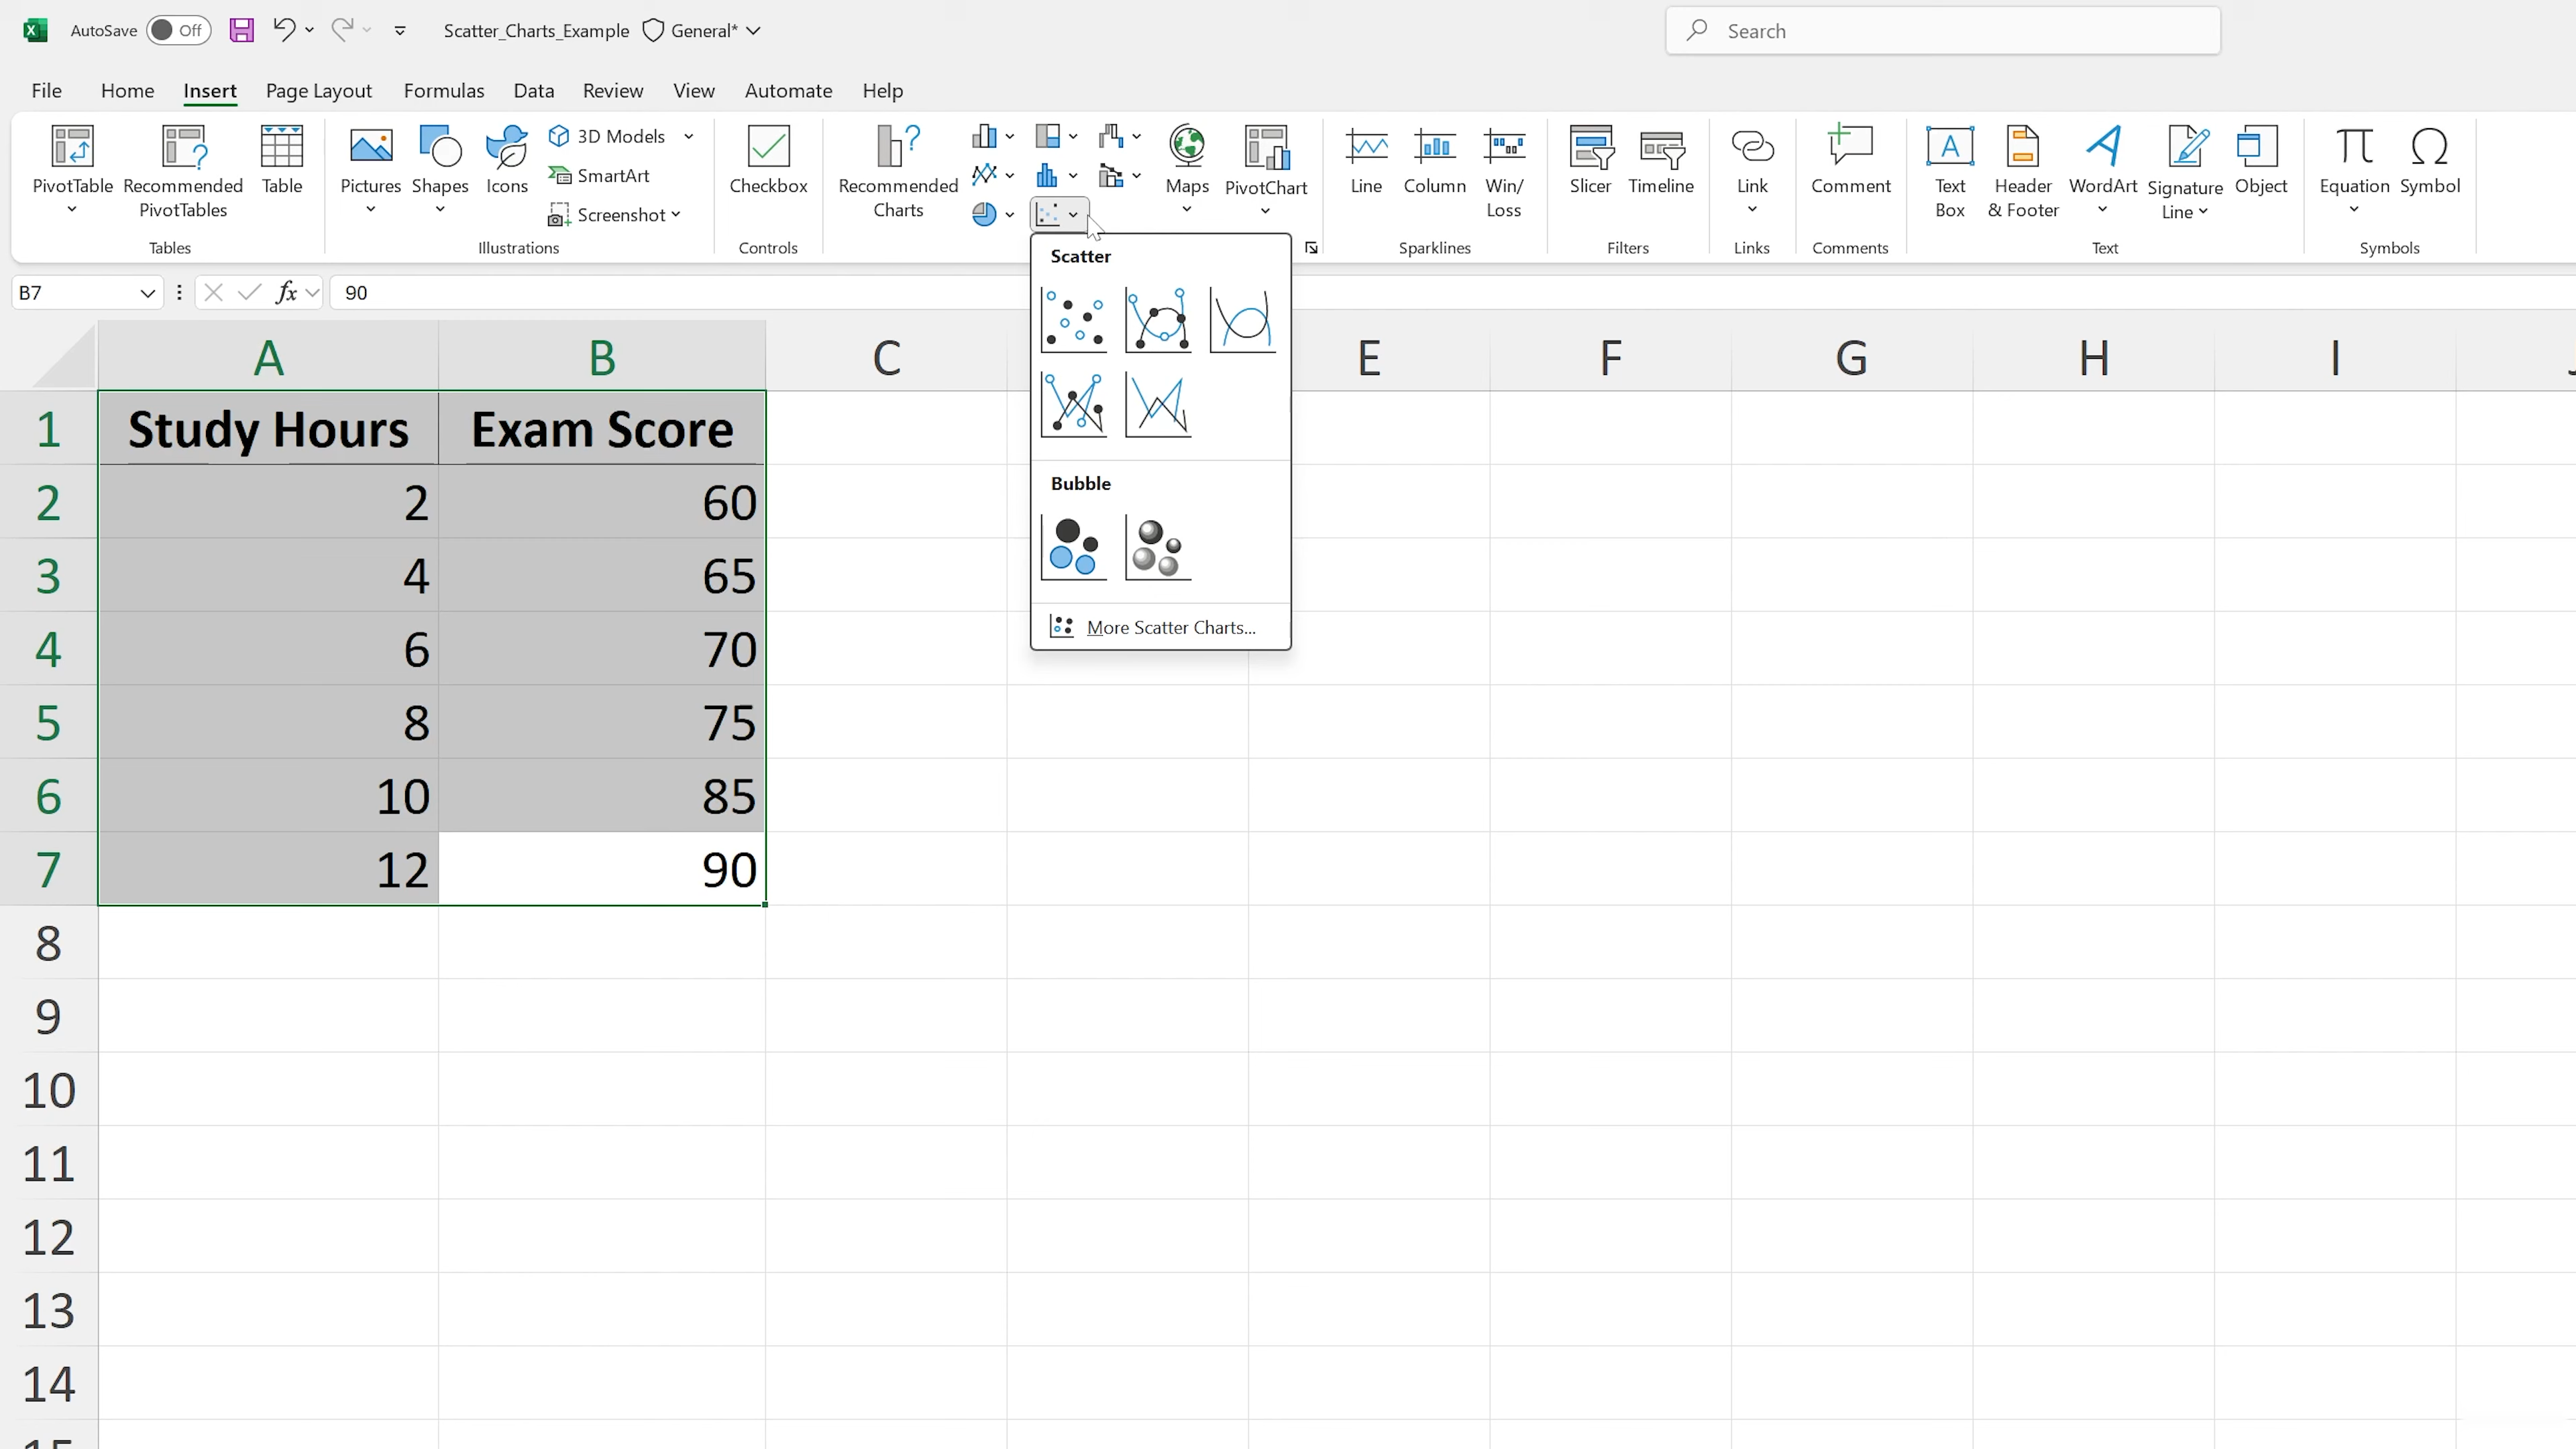 AutoSave Off Scatter_Charts_Example General* Search
File Home Insert Page Layout Formulas Data Review View Automate Help
PivotTable Recommended PivotTables Table
Tables
Pictures Shapes Icons 3D Models SmartArt Screenshot
Illustrations
Checkbox
Controls
Recommended Charts
Maps PivotChart
Line Column Win/ Loss
Sparklines
Slicer Timeline
Filters
Link
Links
Comment
Comments
Text Box Header & Footer WordArt Signature Line Object
Text
Equation Symbol
Symbols
B7 fx 90
Scatter
Bubble
More Scatter Charts...
A B C E F G H I
1 Study Hours Exam Score
2 2 60
3 4 65
4 6 70
5 8 75
6 10 85
7 12 90
8
9
10
11
12
13
14